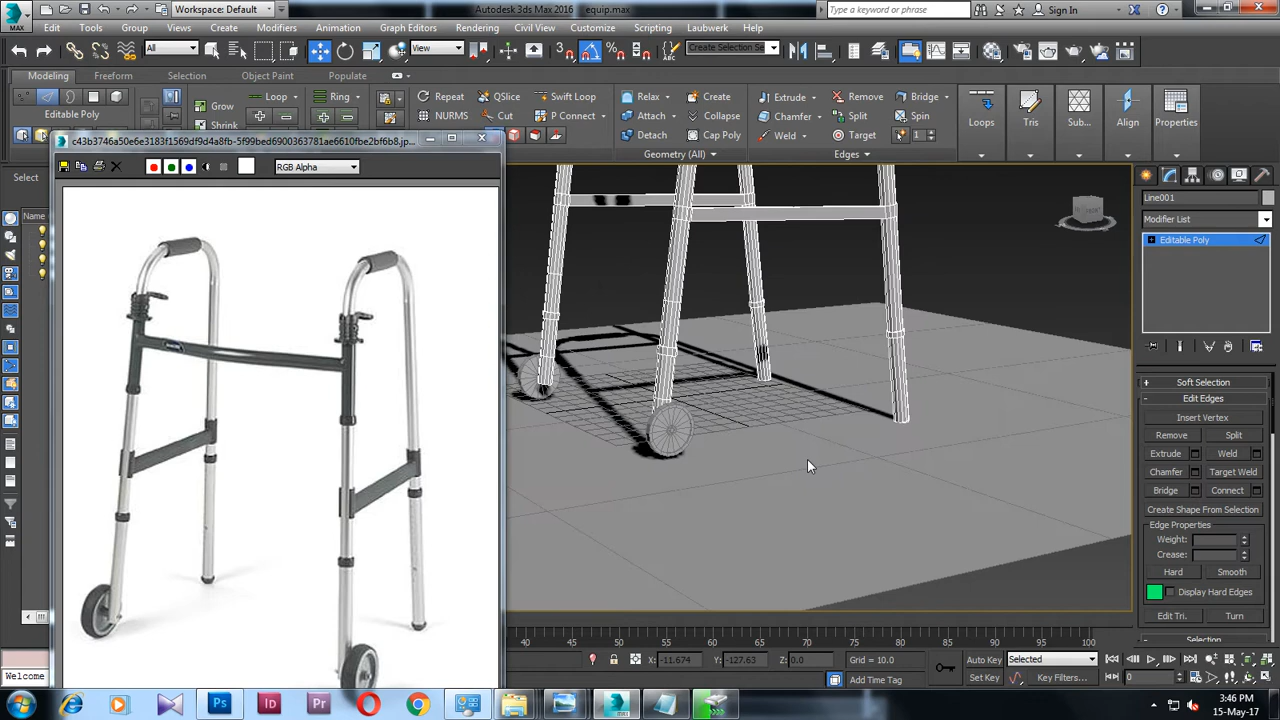 Workspace: Default
Autodesk 3ds Max 2016
equip.max
Type a keyword or phrase
Sign In
MAX
Edit
Tools
Group
Views
Create
Modifiers
Animation
Graph Editors
Rendering
Civil View
Customize
Scripting
Laubwerk
Help
All
View
Create Selection Se
Modeling
Freeform
Selection
Object Paint
Populate
Grow
Loop
Ring
Repeat
QSlice
Swift Loop
Relax
Create
Extrude
Remove
Bridge
Shrink
NURMS
Cut
P Connect
Attach
Collapse
Chamfer
Split
Spin
Detach
Cap Poly
Weld
Target
1
Geometry (All)
Edges
Loops
Tris
Sub...
Align
Properties
c43b3746a50e6e3183f1569df9d4a8fb-5f99bed6900363781ae6610fbe2bf6b8.jp...
RGB Alpha
Select
Name
Line001
Modifier List
Editable Poly
Soft Selection
Edit Edges
Insert Vertex
Remove
Split
Extrude
Weld
Chamfer
Target Weld
Bridge
Connect
Create Shape From Selection
Edge Properties
Weight:
Crease:
Hard
Smooth
Display Hard Edges
Edit Tri.
Turn
Selection
40 45 50 55 60 65 70 75 80 85 90 95 100
Welcome
X: -11.674
Y: -127.63
Z: 0.0
Grid = 10.0
Add Time Tag
Auto Key
Selected
Set Key
Key Filters...
0
3:46 PM
15-May-17